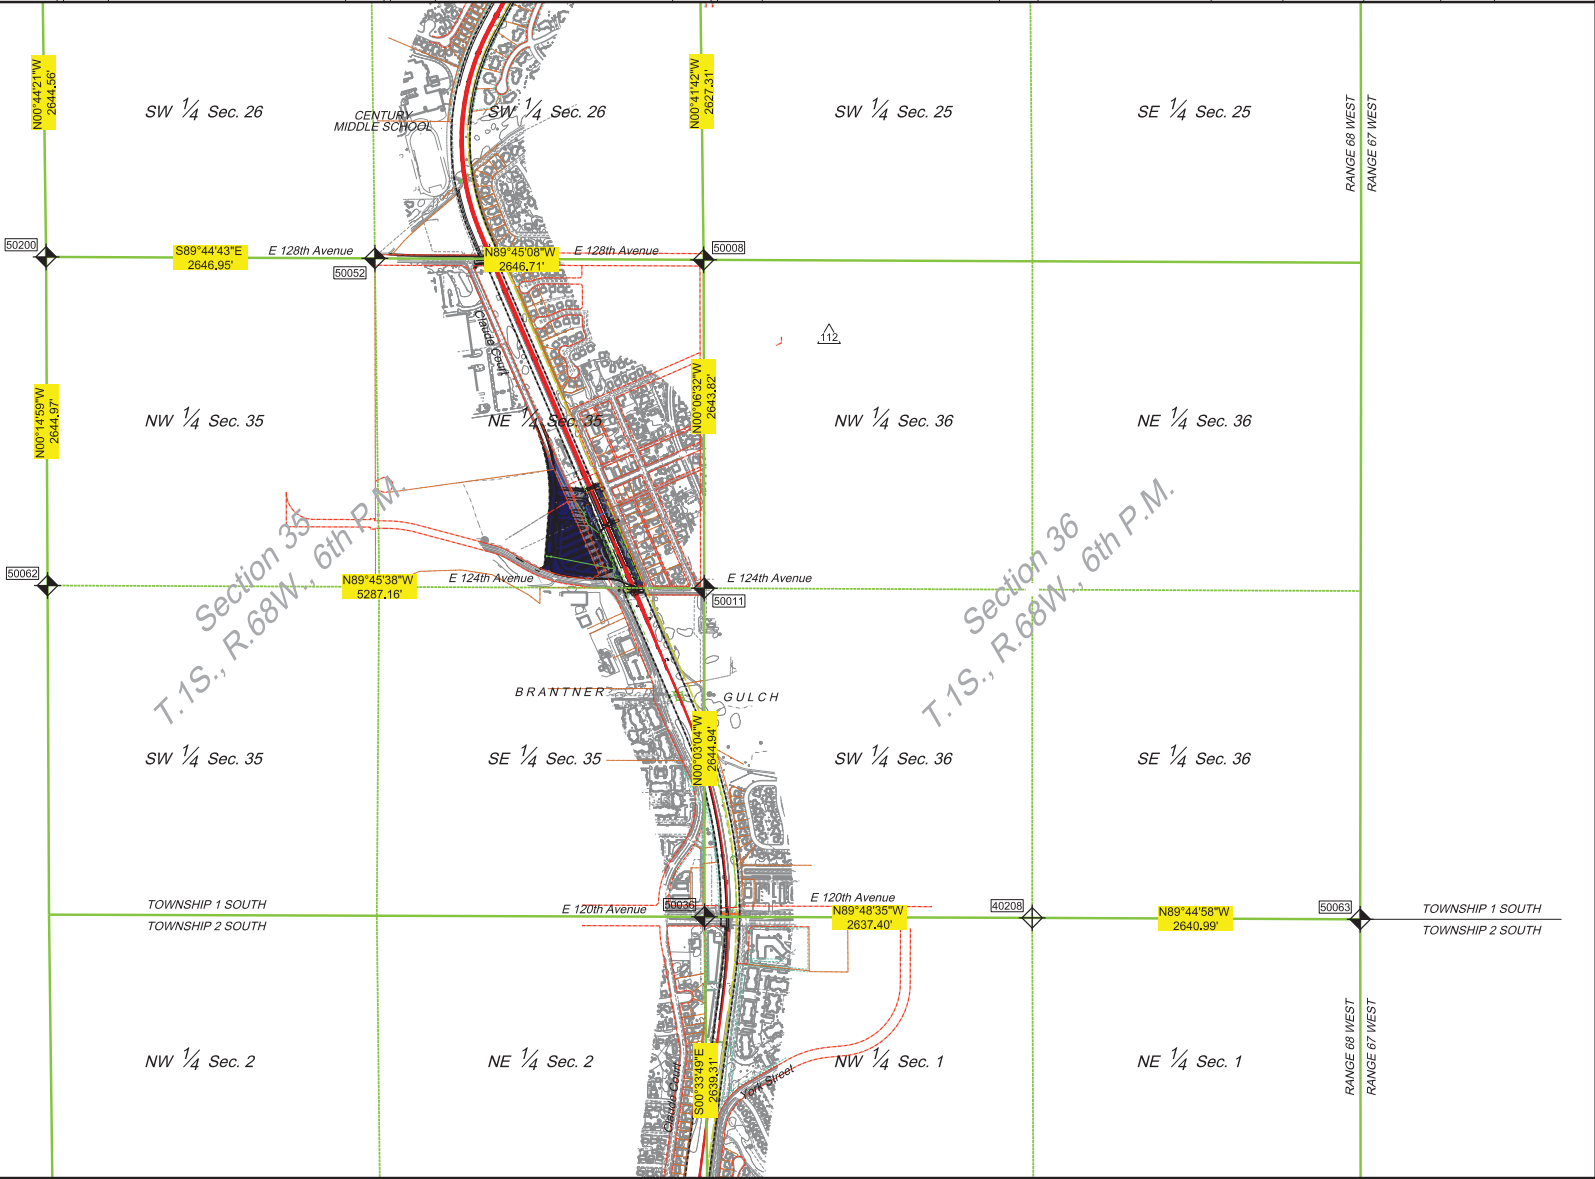 N00°44'21"W
2644.56'
SW 1/4 Sec. 26
CENTURY
MIDDLE SCHOOL
SW 1/4 Sec. 26
N00°41'42"W
2627.31'
SW 1/4 Sec. 25
SE 1/4 Sec. 25
RANGE 68 WEST
RANGE 67 WEST
50200
S89°44'43"E
2646.95'
E 128th Avenue
50052
N89°45'08"W
2646.71'
E 128th Avenue
50008
Claude Court
112
N00°14'59"W
2644.97'
NW 1/4 Sec. 35
NE 1/4 Sec. 35
N00°06'32"W
2643.82'
NW 1/4 Sec. 36
NE 1/4 Sec. 36
Section 35
T.1S., R.68W., 6th P.M.
Section 36
T.1S., R.68W., 6th P.M.
50062
N89°45'38"W
5287.16'
E 124th Avenue
E 124th Avenue
50011
BRANTNER
GULCH
N00°03'04"W
2644.94'
SW 1/4 Sec. 35
SE 1/4 Sec. 35
SW 1/4 Sec. 36
SE 1/4 Sec. 36
TOWNSHIP 1 SOUTH
TOWNSHIP 2 SOUTH
E 120th Avenue
50036
E 120th Avenue
N89°48'35"W
2637.40'
40208
N89°44'58"W
2640.99'
50063
TOWNSHIP 1 SOUTH
TOWNSHIP 2 SOUTH
RANGE 68 WEST
RANGE 67 WEST
NW 1/4 Sec. 2
NE 1/4 Sec. 2
Claude Court
S00°33'49"E
2639.31'
York Street
NW 1/4 Sec. 1
NE 1/4 Sec. 1